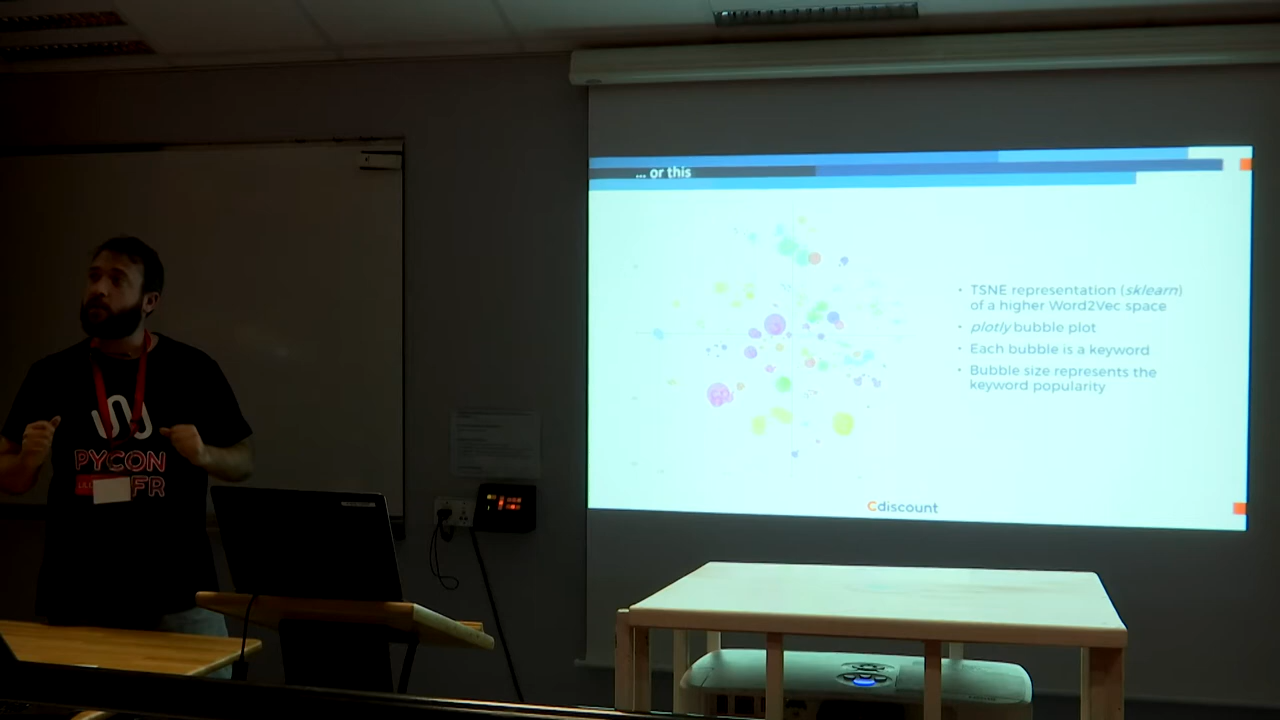 ... or this
• TSNE representation (sklearn)
of a higher Word2Vec space
• plotly bubble plot
• Each bubble is a keyword
• Bubble size represents the
keyword popularity
Cdiscount
PYCON
FR